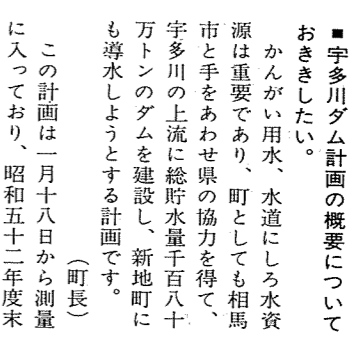 ■宇多川ダム計画の概要について
おききしたい。
かんがい用水、水道にしろ水資
源は重要であり、町としても相馬
市と手をあわせ県の協力を得て、
宇多川の上流に総貯水量千百八十
万トンのダムを建設し、新地町に
も導水しようとする計画です。
（町長）
この計画は一月十八日から測量
に入っており、昭和五十二年度末